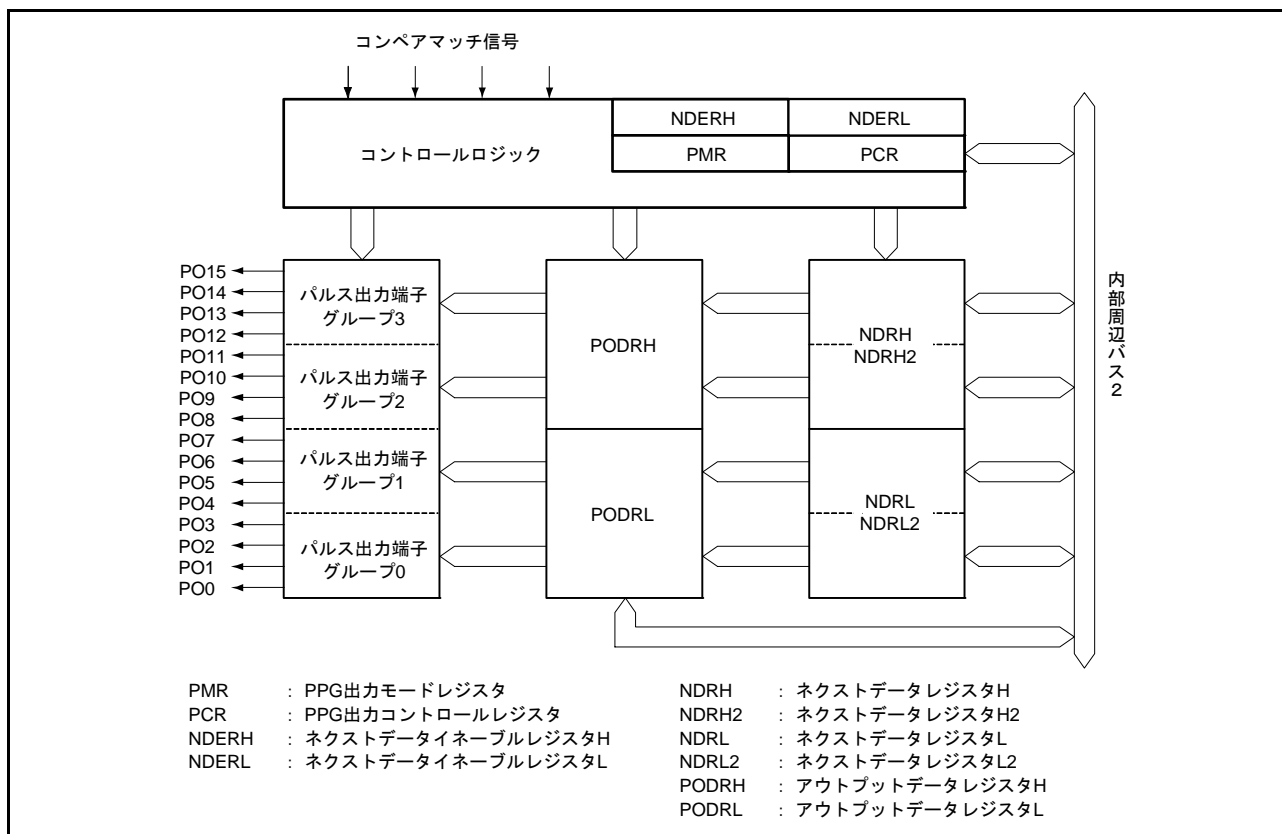 コンペアマッチ信号
NDERH
NDERL
コントロールロジック
PMR
PCR
PO15
PO14
PO13
PO12
PO11
PO10
PO9
PO8
PO7
PO6
PO5
PO4
PO3
PO2
PO1
PO0
パルス出力端子
グループ3
パルス出力端子
グループ2
パルス出力端子
グループ1
パルス出力端子
グループ0
PODRH
PODRL
NDRH
NDRH2
NDRL
NDRL2
内部周辺バス2
PMR : PPG出力モードレジスタ
PCR : PPG出力コントロールレジスタ
NDERH : ネクストデータイネーブルレジスタH
NDERL : ネクストデータイネーブルレジスタL
NDRH : ネクストデータレジスタH
NDRH2 : ネクストデータレジスタH2
NDRL : ネクストデータレジスタL
NDRL2 : ネクストデータレジスタL2
PODRH : アウトプットデータレジスタH
PODRL : アウトプットデータレジスタL